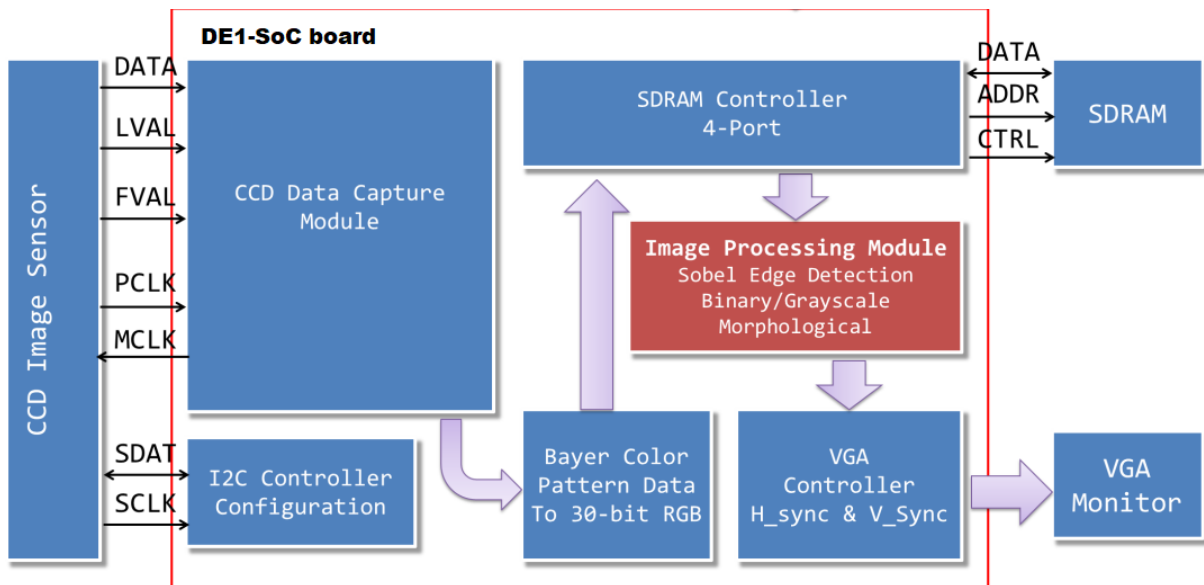 DE1-SoC board
CCD Image Sensor
DATA
LVAL
FVAL
PCLK
MCLK
SDAT
SCLK
CCD Data Capture
Module
I2C Controller
Configuration
Bayer Color
Pattern Data
To 30-bit RGB
SDRAM Controller
4-Port
DATA
ADDR
CTRL
SDRAM
Image Processing Module
Sobel Edge Detection
Binary/Grayscale
Morphological
VGA
Controller
H_sync & V_Sync
VGA
Monitor